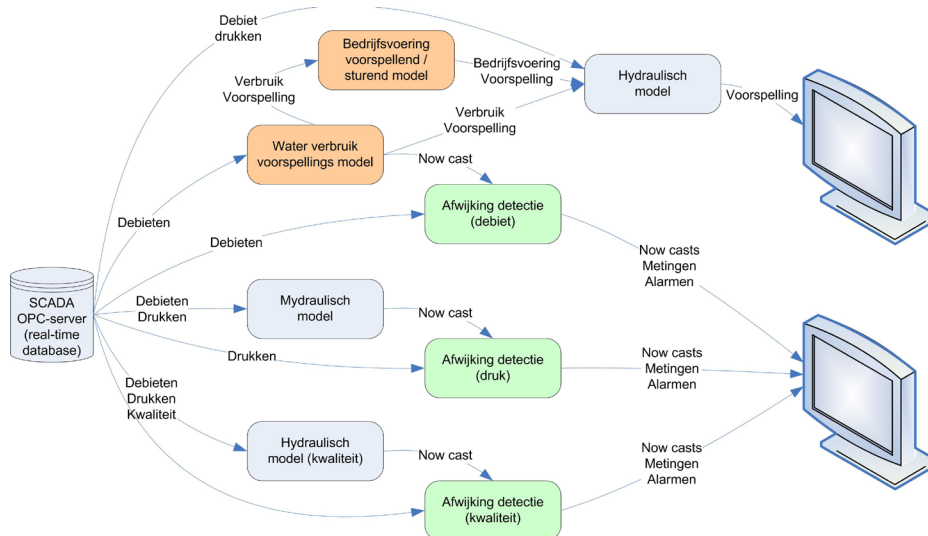 Debiet
drukken
Bedrijfsvoering
voorspellend /
sturend model
Bedrijfsvoering
Voorspelling
Hydraulisch
model
Voorspelling
Verbruik
Voorspelling
Verbruik
Voorspelling
Water verbruik
voorspellings model
Now cast
Debieten
Afwijking detectie
(debiet)
Debieten
Now casts
Metingen
Alarmen
SCADA
OPC-server
(real-time
database)
Debieten
Drukken
Mydraulisch
model
Now cast
Drukken
Afwijking detectie
(druk)
Now casts
Metingen
Alarmen
Debieten
Drukken
Kwaliteit
Hydraulisch
model (kwaliteit)
Now cast
Now casts
Metingen
Alarmen
Afwijking detectie
(kwaliteit)